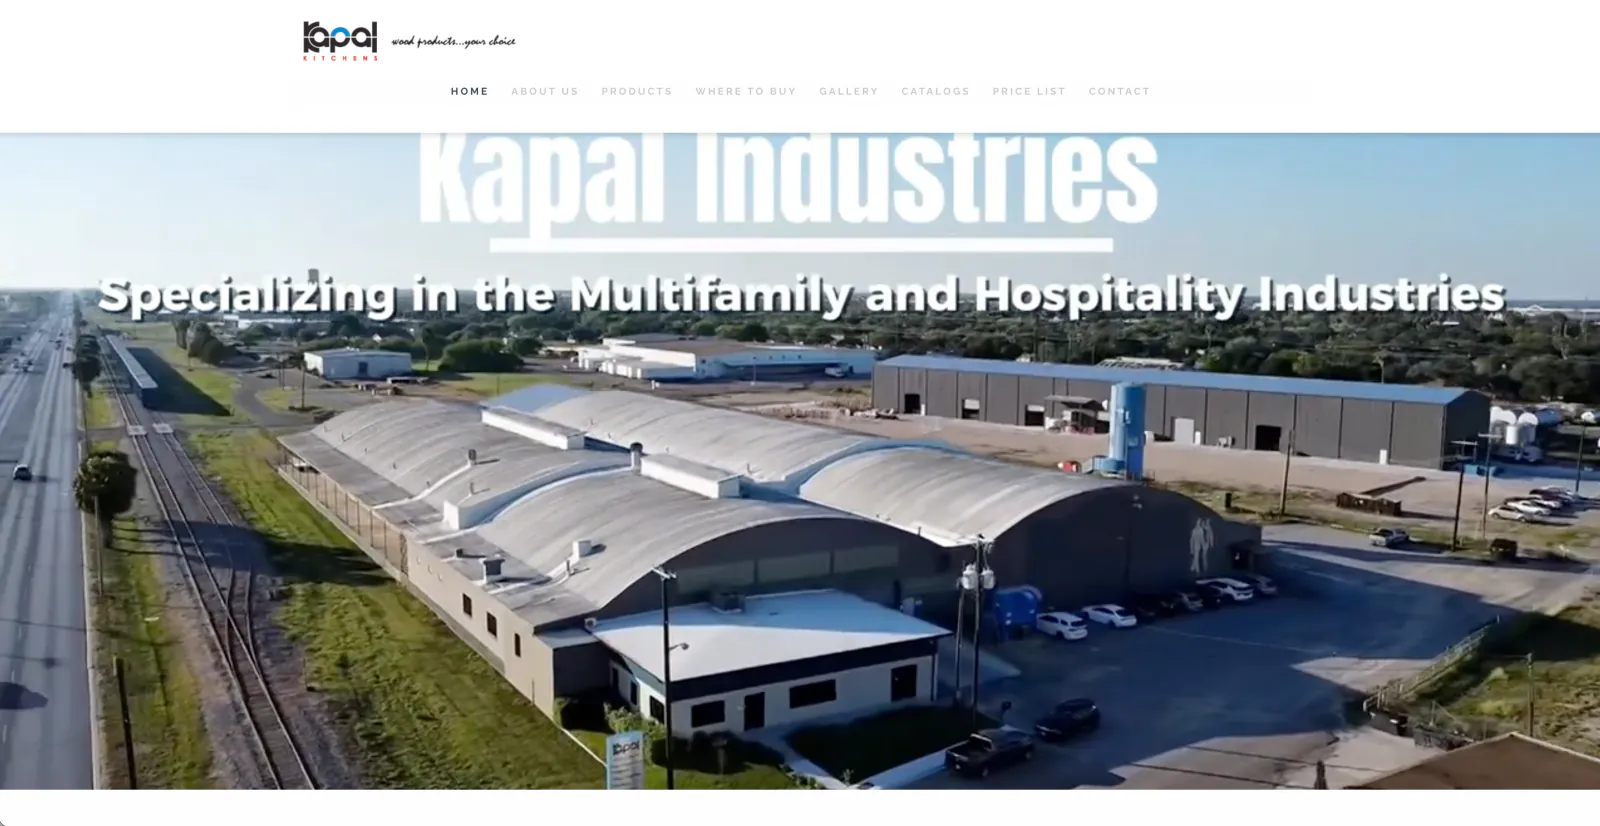 kapal
KITCHENS
wood products...your choice
HOME ABOUT US PRODUCTS WHERE TO BUY GALLERY CATALOGS PRICE LIST CONTACT
Kapal Industries
Specializing in the Multifamily and Hospitality Industries
kapal